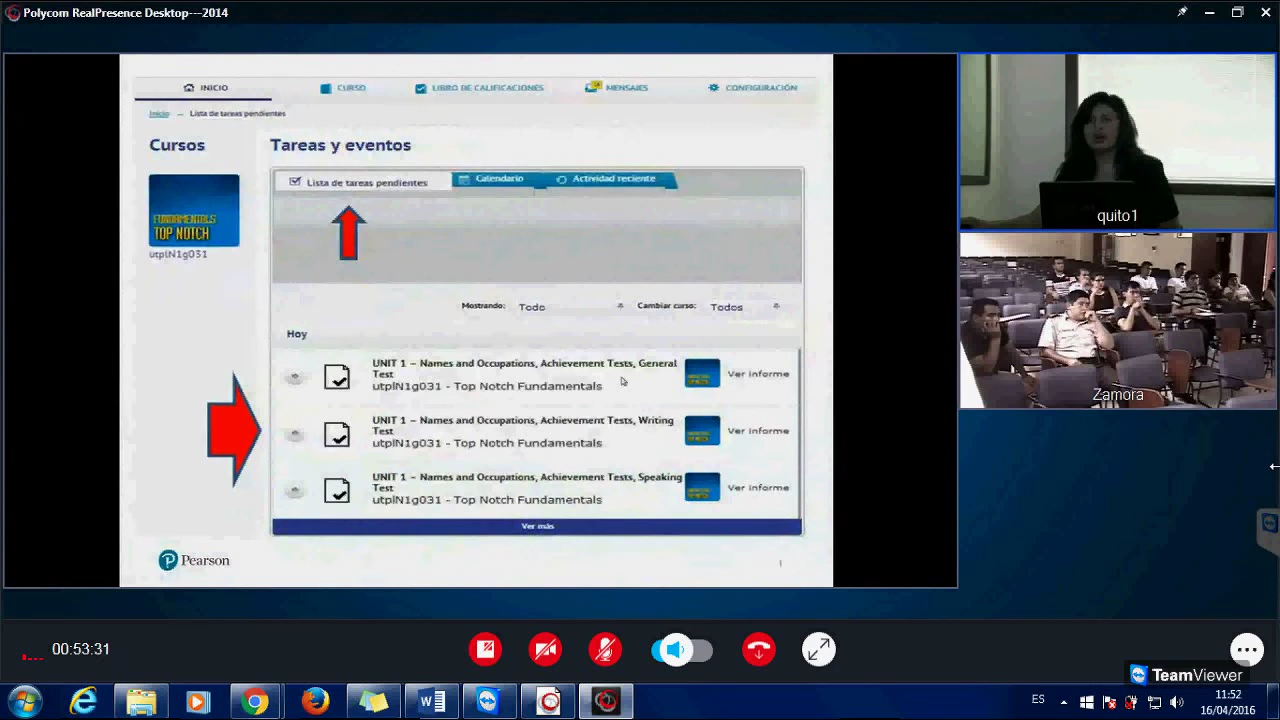 Polycom RealPresence Desktop---2014
INICIO
CURSO
LIBRO DE CALIFICACIONES
MENSAJES
CONFIGURACIÓN
Inicio → Lista de tareas pendientes
Cursos
Tareas y eventos
Lista de tareas pendientes
Calendario
Actividad reciente
FUNDAMENTALS
TOP NOTCH
utplN1g031
Mostrando: Todo
Cambiar curso: Todos
Hoy
UNIT 1 – Names and Occupations, Achievement Tests, General
Test
utplN1g031 - Top Notch Fundamentals
Ver informe
UNIT 1 – Names and Occupations, Achievement Tests, Writing
Test
utplN1g031 - Top Notch Fundamentals
Ver informe
UNIT 1 – Names and Occupations, Achievement Tests, Speaking
Test
utplN1g031 - Top Notch Fundamentals
Ver informe
Ver más
Pearson
1
quito1
Zamora
00:53:31
TeamViewer
ES
11:52
16/04/2016